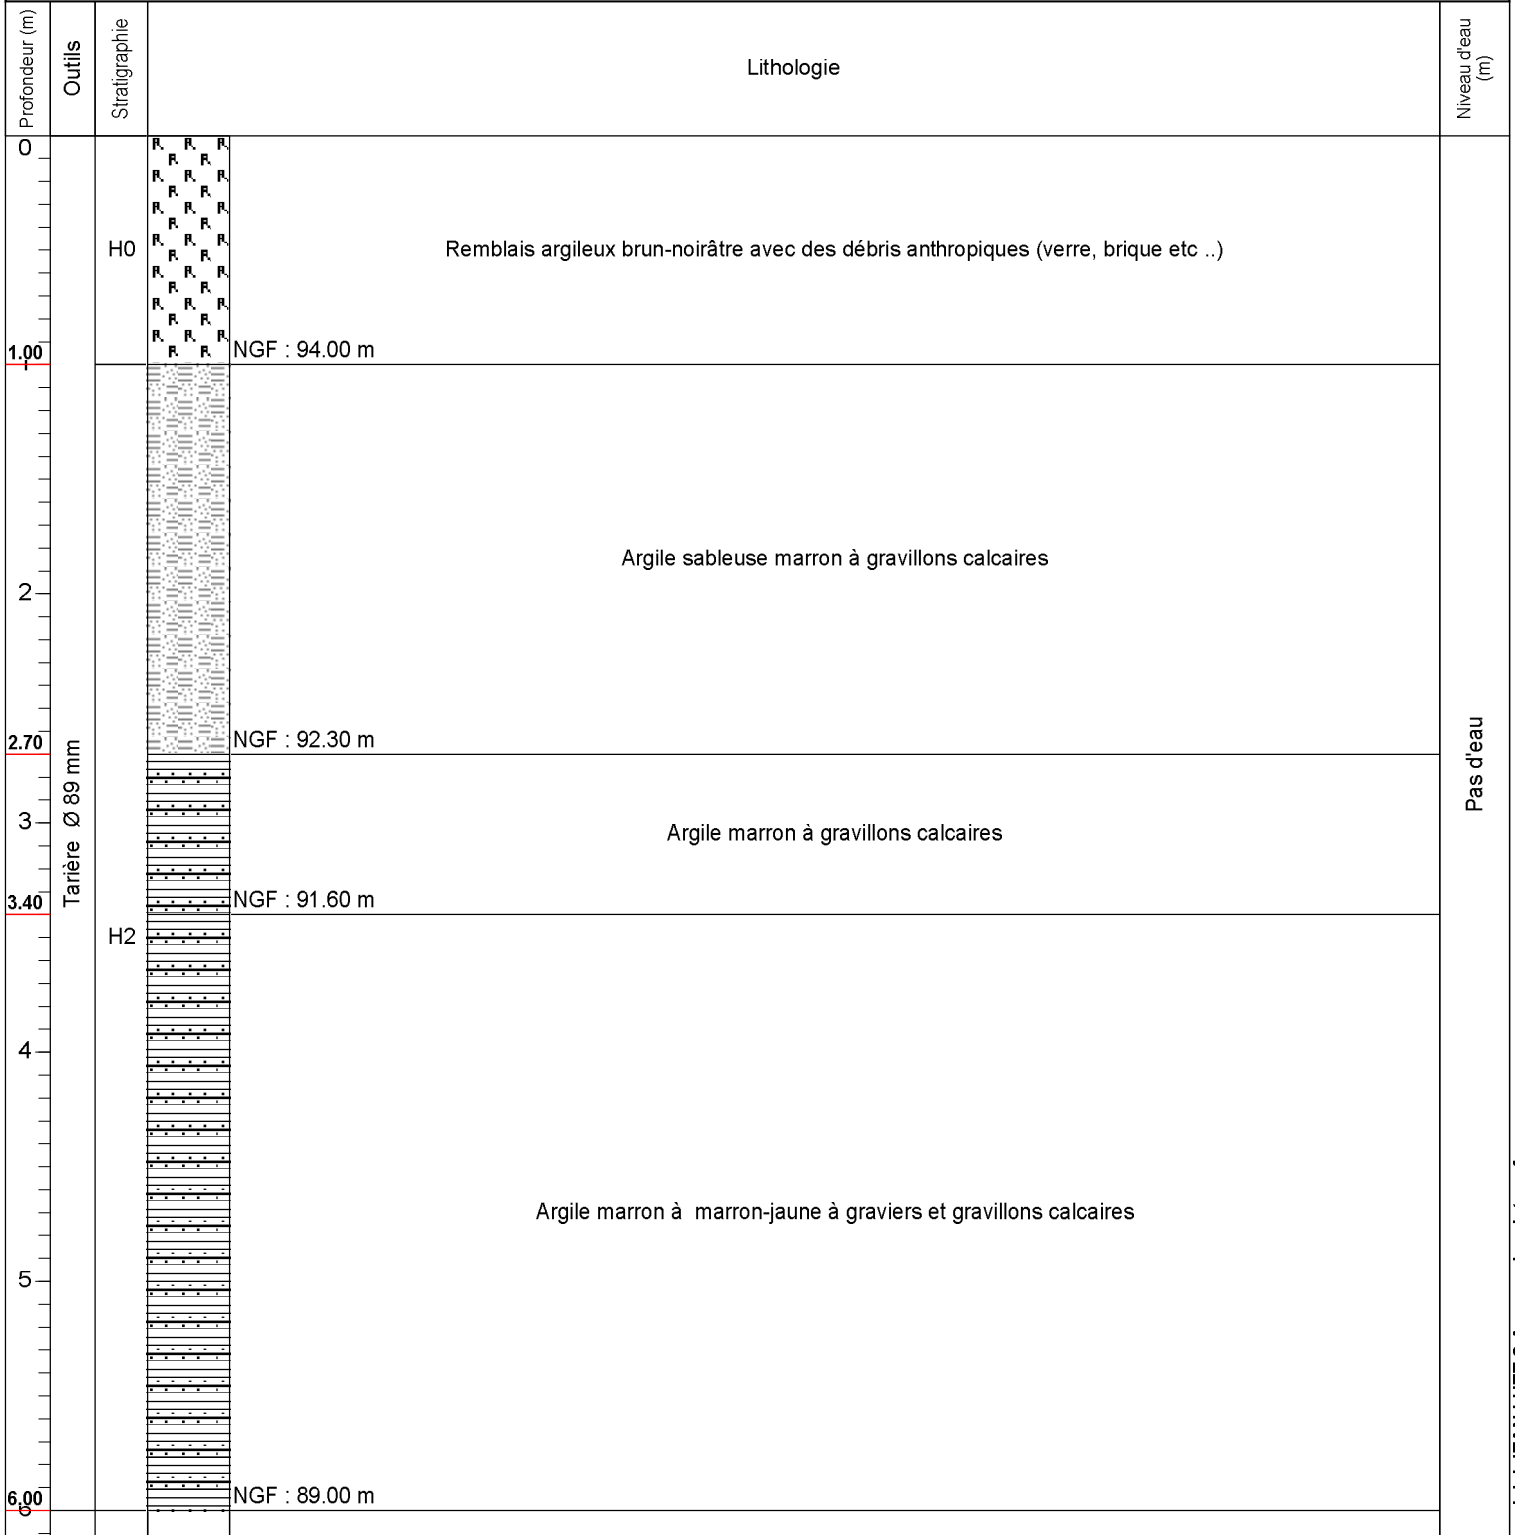 Profondeur (m)
Outils
Stratigraphie
Lithologie
Niveau d'eau
(m)
0
H0
Remblais argileux brun-noirâtre avec des débris anthropiques (verre, brique etc ..)
1.00
NGF : 94.00 m
Argile sableuse marron à gravillons calcaires
2
2.70
NGF : 92.30 m
Tarière Ø 89 mm
Pas d'eau
3
Argile marron à gravillons calcaires
3.40
NGF : 91.60 m
H2
4
Argile marron à  marron-jaune à graviers et gravillons calcaires
5
6.00
NGF : 89.00 m
6